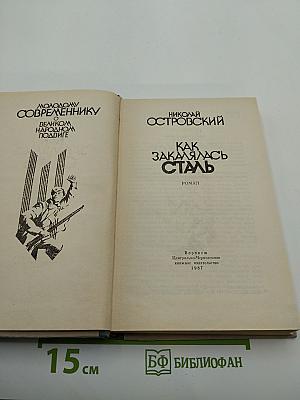 МОЛОДОМУ
СОВРЕМЕННИКУ
О
ВЕЛИКОМ
НАРОДНОМ
ПОДВИГЕ
НИКОЛАЙ
ОСТРОВСКИЙ
КАК
ЗАКАЛЯЛАСЬ
СТАЛЬ
РОМАН
Воронеж
Центрально-Черноземное
книжное издательство
1987
15 см
БФ БИБЛИОФАН